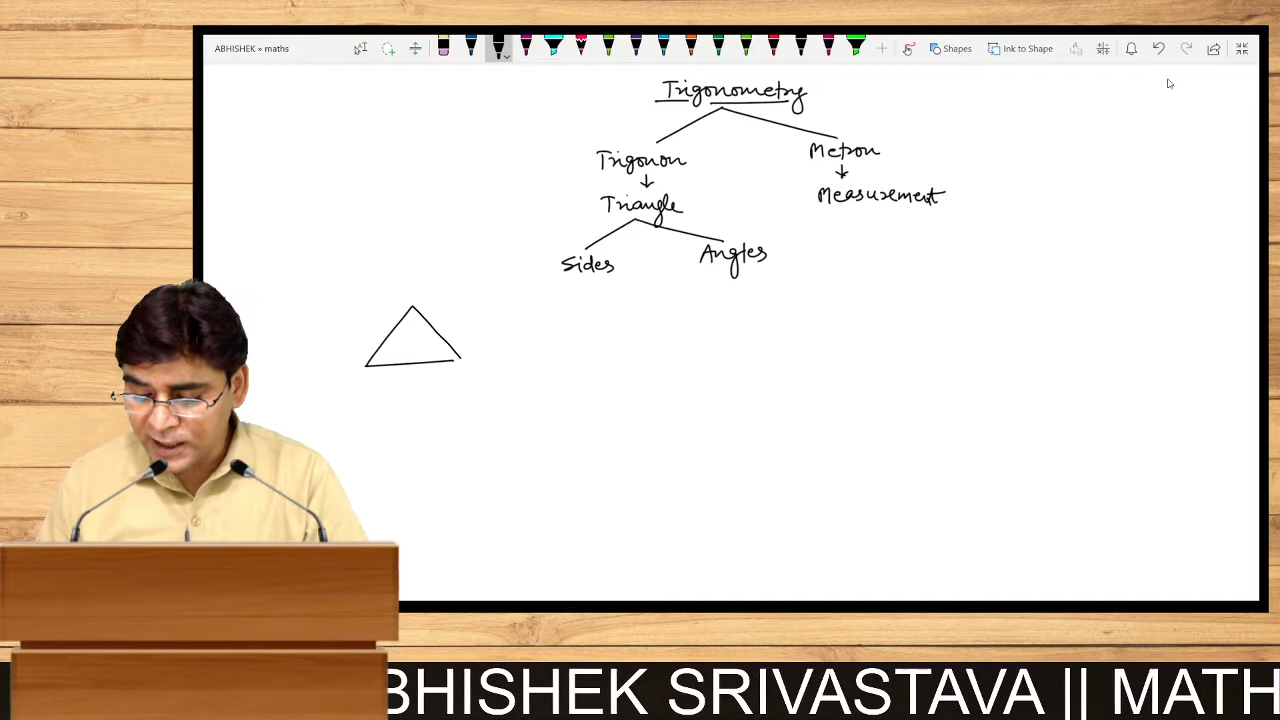 ABHISHEK » maths
Shapes
Ink to Shape
Trigonometry
Trigonon
Metron
Triangle
Measurement
Sides
Angles
BHISHEK SRIVASTAVA || MATH